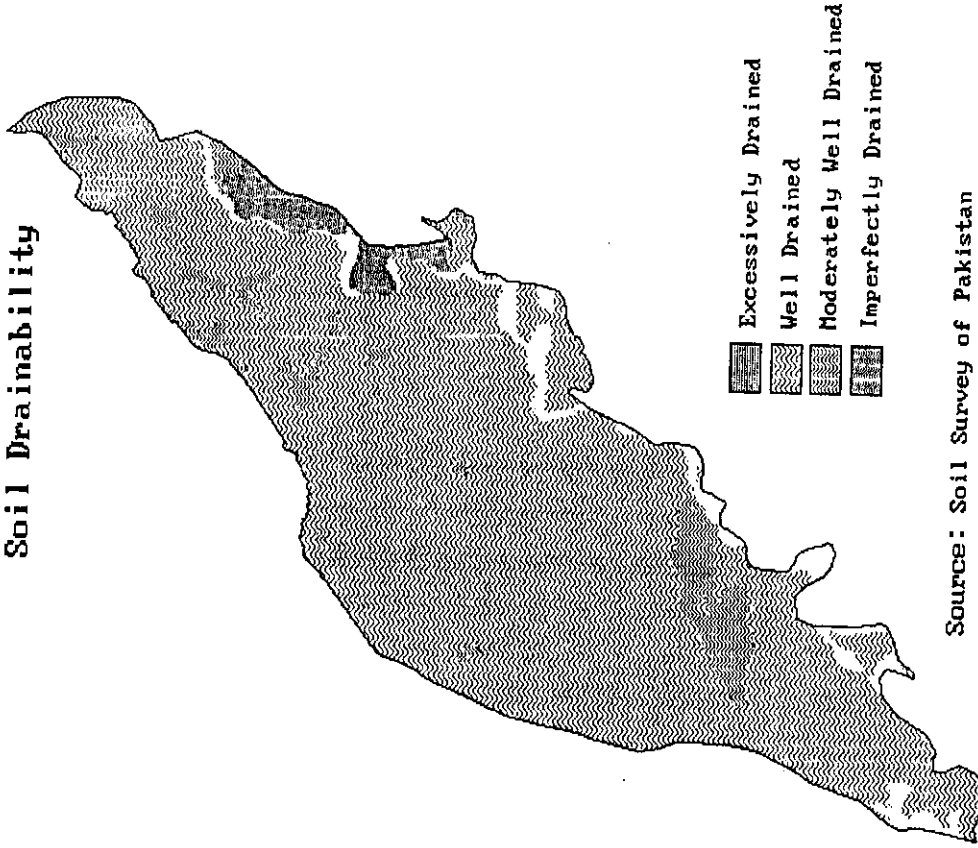 Soil Drainability
Excessively Drained
Well Drained
Moderately Well Drained
Imperfectly Drained
Source: Soil Survey of Pakistan